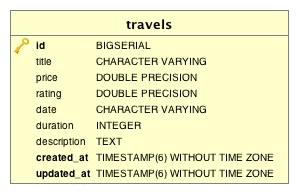 travels
id BIGSERIAL
title CHARACTER VARYING
price DOUBLE PRECISION
rating DOUBLE PRECISION
date CHARACTER VARYING
duration INTEGER
description TEXT
created_at TIMESTAMP(6) WITHOUT TIME ZONE
updated_at TIMESTAMP(6) WITHOUT TIME ZONE